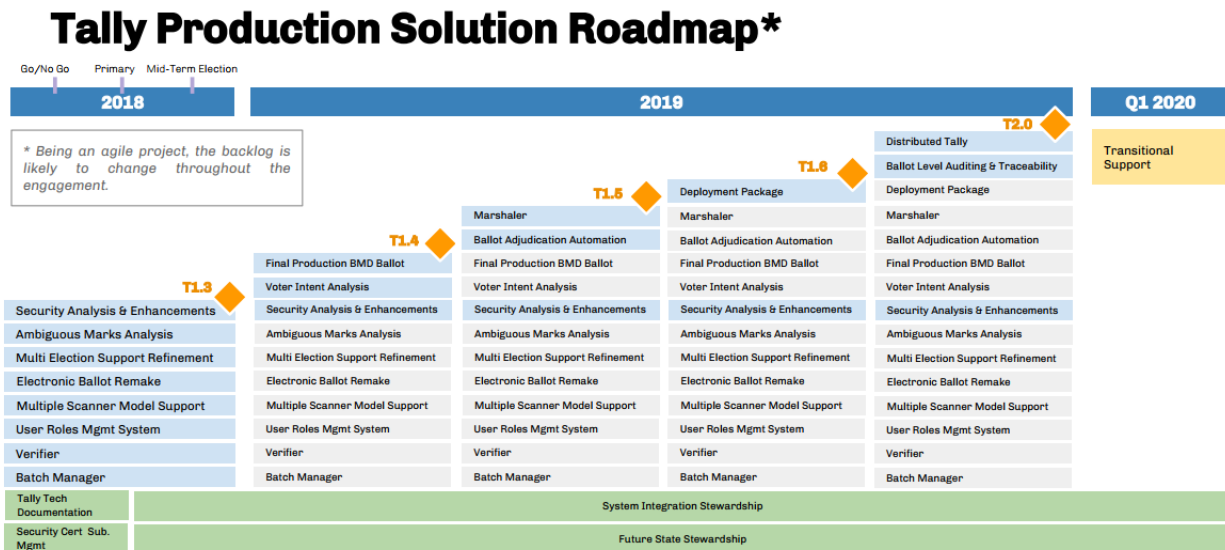 Tally Production Solution Roadmap*
Go/No Go
Primary
Mid-Term Election
2018
2019
Q1 2020
* Being an agile project, the backlog is
likely to change throughout the
engagement.
Transitional
Support
T1.3
Security Analysis & Enhancements
Ambiguous Marks Analysis
Multi Election Support Refinement
Electronic Ballot Remake
Multiple Scanner Model Support
User Roles Mgmt System
Verifier
Batch Manager
T1.4
Final Production BMD Ballot
Voter Intent Analysis
Security Analysis & Enhancements
Ambiguous Marks Analysis
Multi Election Support Refinement
Electronic Ballot Remake
Multiple Scanner Model Support
User Roles Mgmt System
Verifier
Batch Manager
T1.5
Marshaler
Ballot Adjudication Automation
Final Production BMD Ballot
Voter Intent Analysis
Security Analysis & Enhancements
Ambiguous Marks Analysis
Multi Election Support Refinement
Electronic Ballot Remake
Multiple Scanner Model Support
User Roles Mgmt System
Verifier
Batch Manager
T1.6
Deployment Package
Marshaler
Ballot Adjudication Automation
Final Production BMD Ballot
Voter Intent Analysis
Security Analysis & Enhancements
Ambiguous Marks Analysis
Multi Election Support Refinement
Electronic Ballot Remake
Multiple Scanner Model Support
User Roles Mgmt System
Verifier
Batch Manager
T2.0
Distributed Tally
Ballot Level Auditing & Traceability
Deployment Package
Marshaler
Ballot Adjudication Automation
Final Production BMD Ballot
Voter Intent Analysis
Security Analysis & Enhancements
Ambiguous Marks Analysis
Multi Election Support Refinement
Electronic Ballot Remake
Multiple Scanner Model Support
User Roles Mgmt System
Verifier
Batch Manager
Tally Tech
Documentation
System Integration Stewardship
Security Cert Sub.
Mgmt
Future State Stewardship